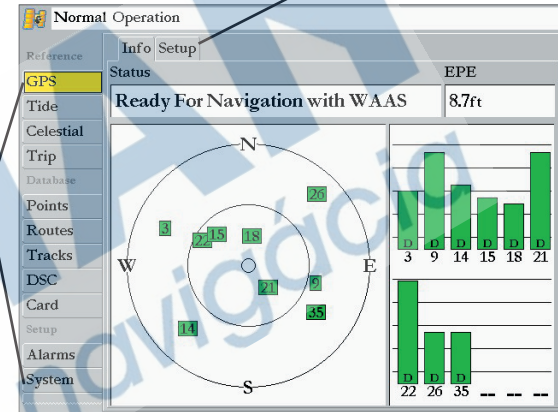 Normal Operation
Info Setup
Reference
GPS
Tide
Celestial
Trip
Database
Points
Routes
Tracks
DSC
Card
Setup
Alarms
System
Status
EPE
Ready For Navigation with WAAS
8.7ft
N
26
3
22 15 18
W
E
21 9
35
14
S
D D D D D D
3 9 14 15 18 21
D D D
22 26 35 -- -- --
navigáció